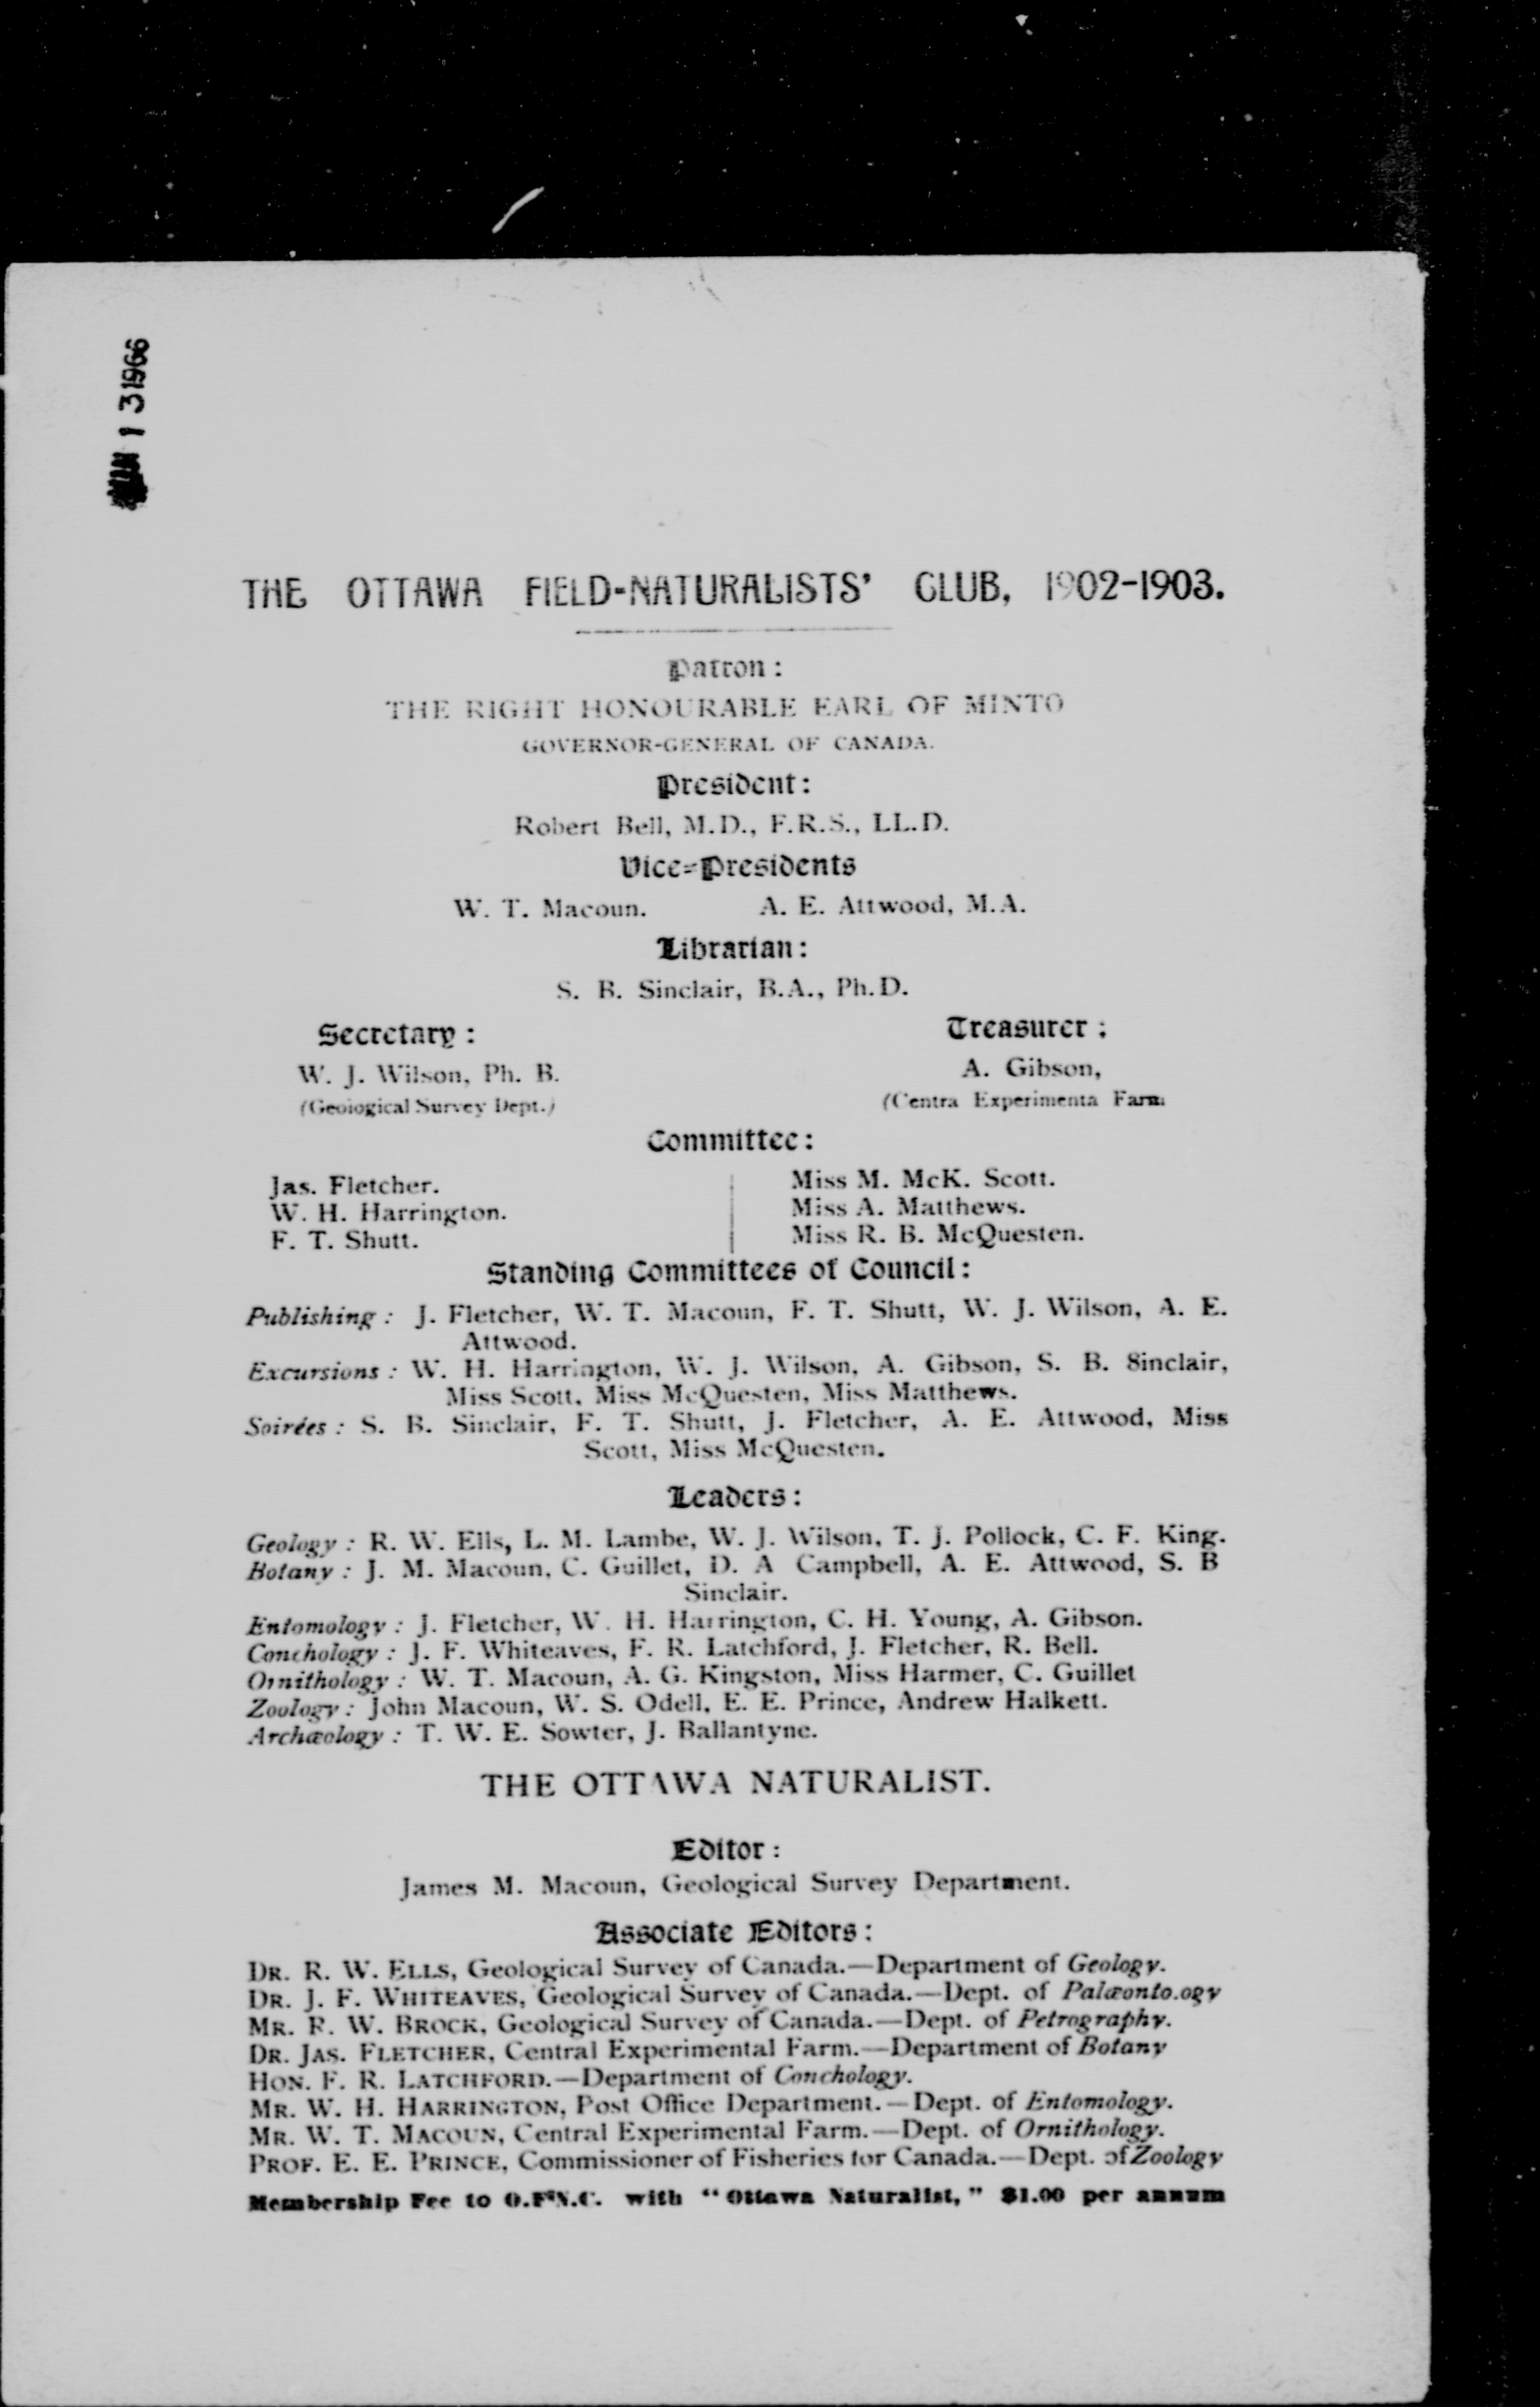 1 3 1966
THE OTTAWA FIELD-NATURALISTS' CLUB, 1902-1903.
Patron:
THE RIGHT HONOURABLE EARL OF MINTO
GOVERNOR-GENERAL OF CANADA.
President:
Robert Bell, M.D., F.R.S., LL.D.
Vice=Presidents
W. T. Macoun. A. E. Attwood, M.A.
Librarian:
S. B. Sinclair, B.A., Ph.D.
Secretary: Treasurer:
W. J. Wilson, Ph. B. A. Gibson,
(Geological Survey Dept.) (Centra Experimenta Farm
Committee:
Jas. Fletcher. Miss M. McK. Scott.
W. H. Harrington. Miss A. Matthews.
F. T. Shutt. Miss R. B. McQuesten.
Standing Committees of Council:
Publishing: J. Fletcher, W. T. Macoun, F. T. Shutt, W. J. Wilson, A. E.
Attwood.
Excursions: W. H. Harrington, W. J. Wilson, A. Gibson, S. B. Sinclair,
Miss Scott, Miss McQuesten, Miss Matthews.
Soirées: S. B. Sinclair, F. T. Shutt, J. Fletcher, A. E. Attwood, Miss
Scott, Miss McQuesten.
Leaders:
Geology: R. W. Ells, L. M. Lambe, W. J. Wilson, T. J. Pollock, C. F. King.
Botany: J. M. Macoun, C. Guillet, D. A Campbell, A. E. Attwood, S. B
Sinclair.
Entomology: J. Fletcher, W. H. Harrington, C. H. Young, A. Gibson.
Conchology: J. F. Whiteaves, F. R. Latchford, J. Fletcher, R. Bell.
Ornithology: W. T. Macoun, A. G. Kingston, Miss Harmer, C. Guillet
Zoology: John Macoun, W. S. Odell, E. E. Prince, Andrew Halkett.
Archæology: T. W. E. Sowter, J. Ballantyne.
THE OTTAWA NATURALIST.
Editor:
James M. Macoun, Geological Survey Department.
Associate Editors:
DR. R. W. ELLS, Geological Survey of Canada.—Department of Geology.
DR. J. F. WHITEAVES, Geological Survey of Canada.—Dept. of Palæonto.ogy
MR. R. W. BROCK, Geological Survey of Canada.—Dept. of Petrography.
DR. JAS. FLETCHER, Central Experimental Farm.—Department of Botany
HON. F. R. LATCHFORD.—Department of Conchology.
MR. W. H. HARRINGTON, Post Office Department.—Dept. of Entomology.
MR. W. T. MACOUN, Central Experimental Farm.—Dept. of Ornithology.
PROF. E. E. PRINCE, Commissioner of Fisheries for Canada.—Dept. of Zoology
Membership Fee to O.F.N.C. with "Ottawa Naturalist," $1.00 per annum